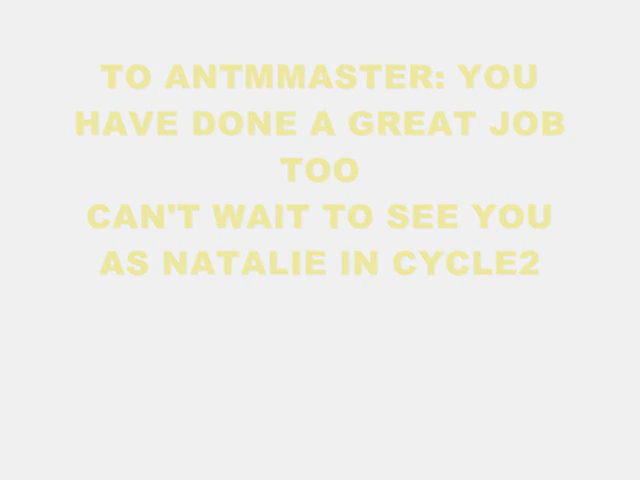 TO ANTMMASTER: YOU
HAVE DONE A GREAT JOB
TOO
CAN'T WAIT TO SEE YOU
AS NATALIE IN CYCLE2